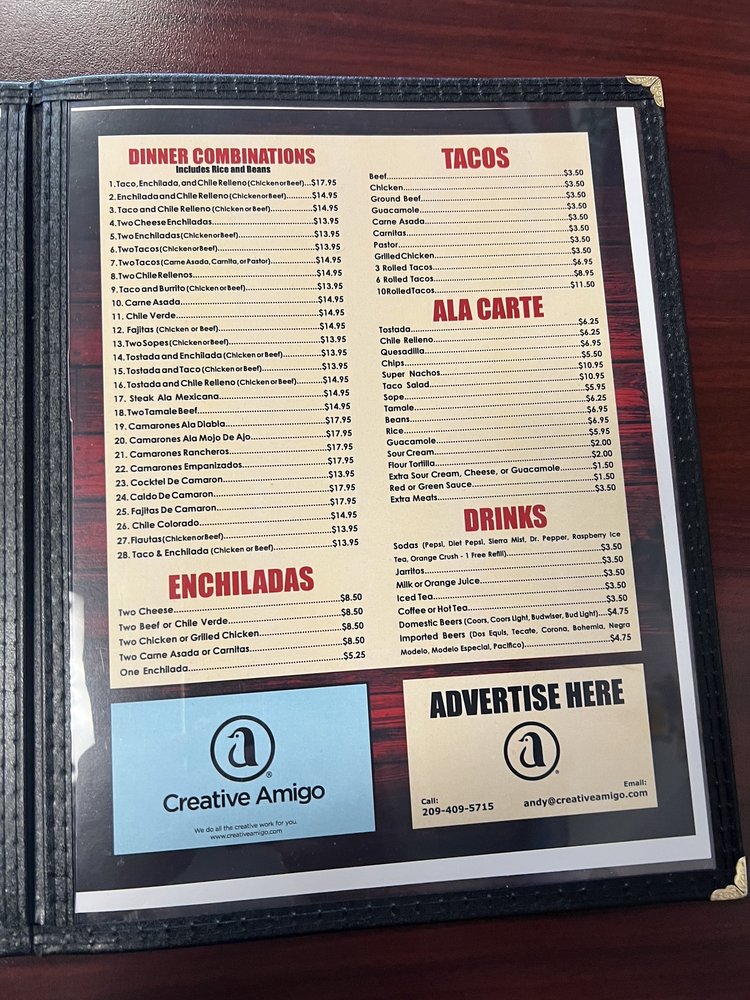 DINNER COMBINATIONS
Includes Rice and Beans
1. Taco, Enchilada, and Chile Relleno (Chicken or Beef)...$17.95
2. Enchilada and Chile Relleno (Chicken or Beef)...$14.95
3. Taco and Chile Relleno (Chicken or Beef)...$14.95
4. Two Cheese Enchiladas...$13.95
5. Two Enchiladas (Chicken or Beef)...$13.95
6. Two Tacos (Chicken or Beef)...$13.95
7. Two Tacos (Carne Asada, Carnita, or Pastor)...$14.95
8. Two Chile Rellenos...$14.95
9. Taco and Burrito (Chicken or Beef)...$13.95
10. Carne Asada...$14.95
11. Chile Verde...$14.95
12. Fajitas (Chicken or Beef)...$14.95
13. Two Sopes (Chicken or Beef)...$13.95
14. Tostada and Enchilada (Chicken or Beef)...$13.95
15. Tostada and Taco (Chicken or Beef)...$13.95
16. Tostada and Chile Relleno (Chicken or Beef)...$14.95
17. Steak Ala Mexicana...$14.95
18. Two Tamale Beef...$14.95
19. Camarones Ala Diabla...$17.95
20. Camarones Ala Mojo De Ajo...$17.95
21. Camarones Rancheros...$17.95
22. Camarones Empanizados...$17.95
23. Cocktel De Camaron...$13.95
24. Caldo De Camaron...$17.95
25. Fajitas De Camaron...$17.95
26. Chile Colorado...$14.95
27. Flautas (Chicken or Beef)...$13.95
28. Taco & Enchilada (Chicken or Beef)...$13.95
ENCHILADAS
Two Cheese...$8.50
Two Beef or Chile Verde...$8.50
Two Chicken or Grilled Chicken...$8.50
Two Carne Asada or Carnitas...$8.50
One Enchilada...$5.25
TACOS
Beef...$3.50
Chicken...$3.50
Ground Beef...$3.50
Guacamole...$3.50
Carne Asada...$3.50
Carnitas...$3.50
Pastor...$3.50
Grilled Chicken...$3.50
3 Rolled Tacos...$6.95
6 Rolled Tacos...$8.95
10 Rolled Tacos...$11.50
ALA CARTE
Tostada...$6.25
Chile Relleno...$6.25
Quesadilla...$6.95
Chips...$5.50
Super Nachos...$10.95
Taco Salad...$10.95
Sope...$5.95
Tamale...$6.25
Beans...$6.95
Rice...$6.95
Guacamole...$5.95
Sour Cream...$2.00
Flour Tortilla...$2.00
Extra Sour Cream, Cheese, or Guacamole...$1.50
Red or Green Sauce...$1.50
Extra Meats...$3.50
DRINKS
Sodas (Pepsi, Diet Pepsi, Sierra Mist, Dr. Pepper, Raspberry Ice
Tea, Orange Crush - 1 Free Refill)...$3.50
Jarritos...$3.50
Milk or Orange Juice...$3.50
Iced Tea...$3.50
Coffee or Hot Tea...$3.50
Domestic Beers (Coors, Coors Light, Budwiser, Bud Light)...$4.75
Imported Beers (Dos Equis, Tecate, Corona, Bohemia, Negra
Modelo, Modelo Especial, Pacifico)...$4.75
a®
Creative Amigo
We do all the creative work for you.
www.creativeamigo.com
ADVERTISE HERE
a®
Call:
209-409-5715
Email:
andy@creativeamigo.com